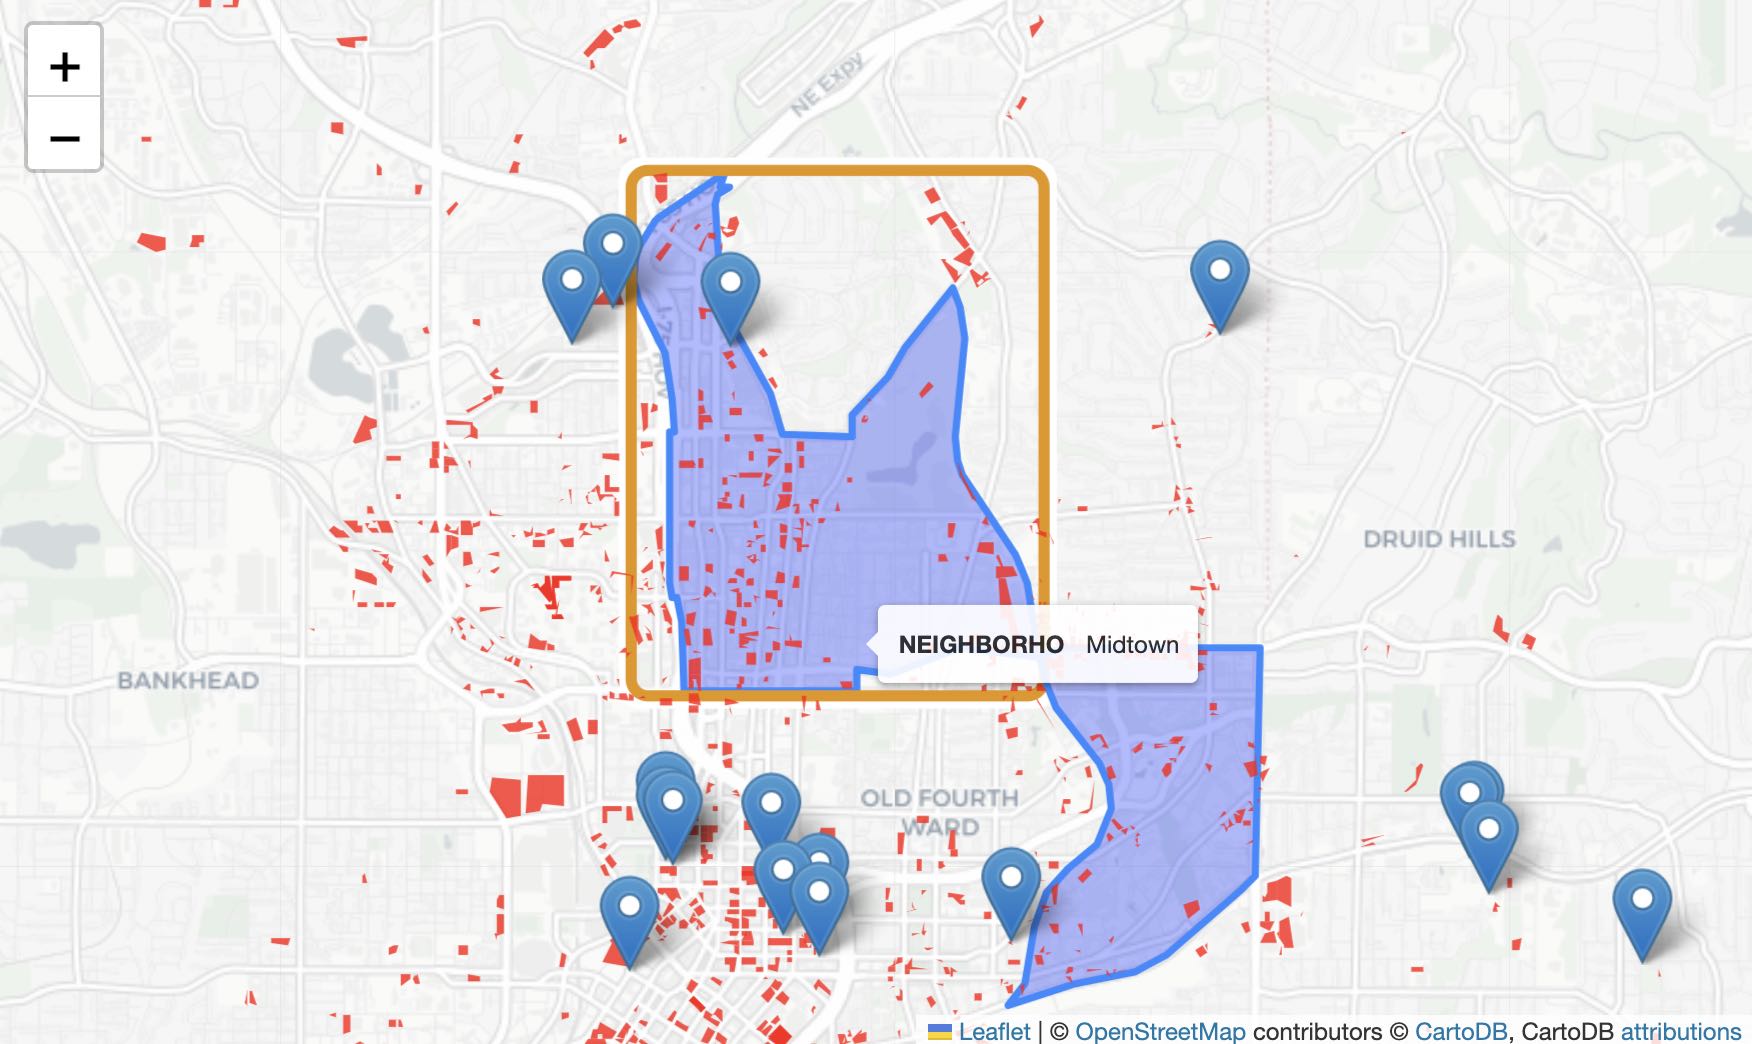 +
−
NE Expy
DRUID HILLS
NEIGHBORHO Midtown
BANKHEAD
OLD FOURTH
WARD
Leaflet | © OpenStreetMap contributors © CartoDB, CartoDB attributions